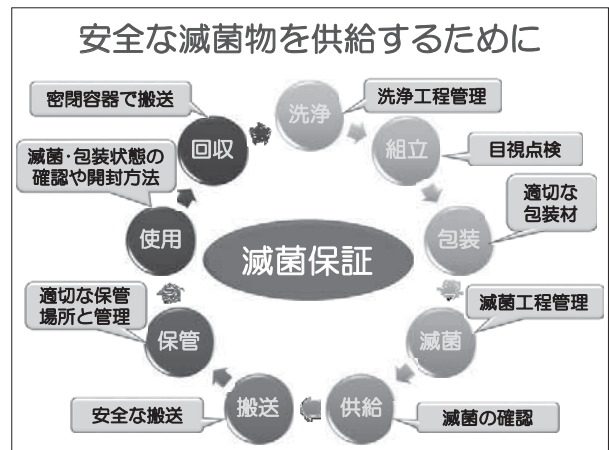 安全な滅菌物を供給するために
洗浄
洗浄工程管理
組立
目視点検
包装
適切な
包装材
滅菌
滅菌工程管理
供給
滅菌の確認
搬送
安全な搬送
保管
適切な保管
場所と管理
使用
滅菌・包装状態の
確認や開封方法
回収
密閉容器で搬送
滅菌保証